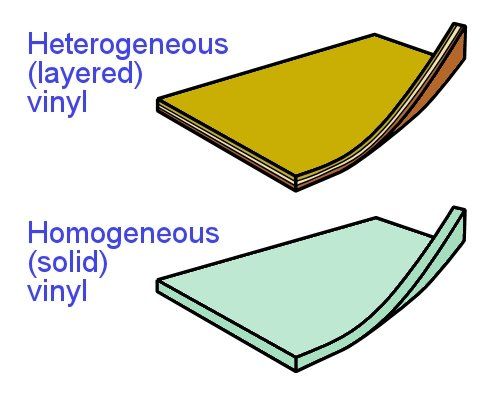 Heterogeneous
(layered)
vinyl
Homogeneous
(solid)
vinyl